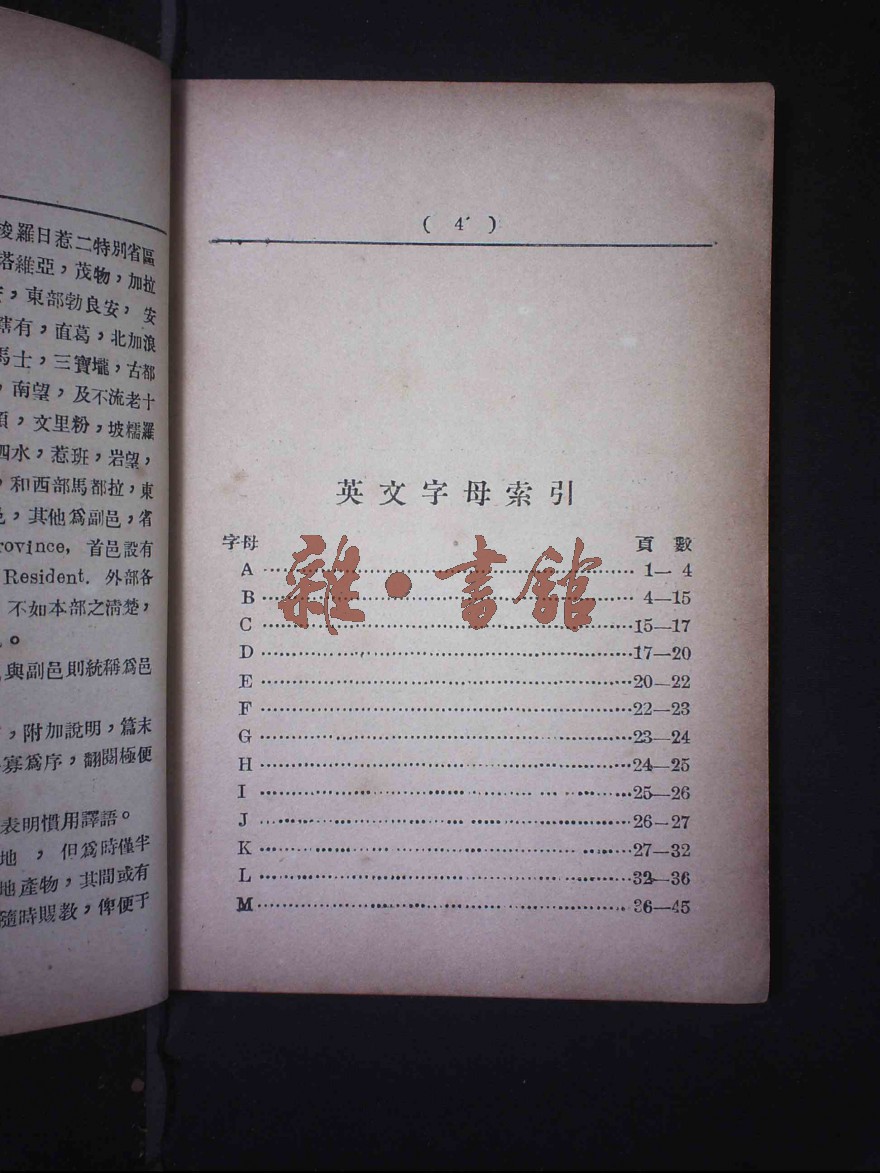 ( 4 )
英文字母索引
字母 頁數
A 1—4
B 4—15
C 15—17
D 17—20
E 20—22
F 22—23
G 23—24
H 24—25
I 25—26
J 26—27
K 27—32
L 32—36
M 36—45
雜·書館
梭羅日惹二特別省區
塔維亞，茂物，加拉
，東部勃良安，安
轄有，直葛，北加浪
馬士，三寶壠，古都
，南望，及不流老十
，文里粉，坡糯羅
四水，惹班，岩望，
，和西部馬都拉，東
，其他爲副邑，省
rovince, 首邑設有
Resident. 外部各
不如本部之清楚，
。
與副邑則統稱爲邑
，附加說明，篇末
寡爲序，翻閱極便
表明慣用譯語。
地，但爲時僅半
地產物，其間或有
隨時賜教，俾便于